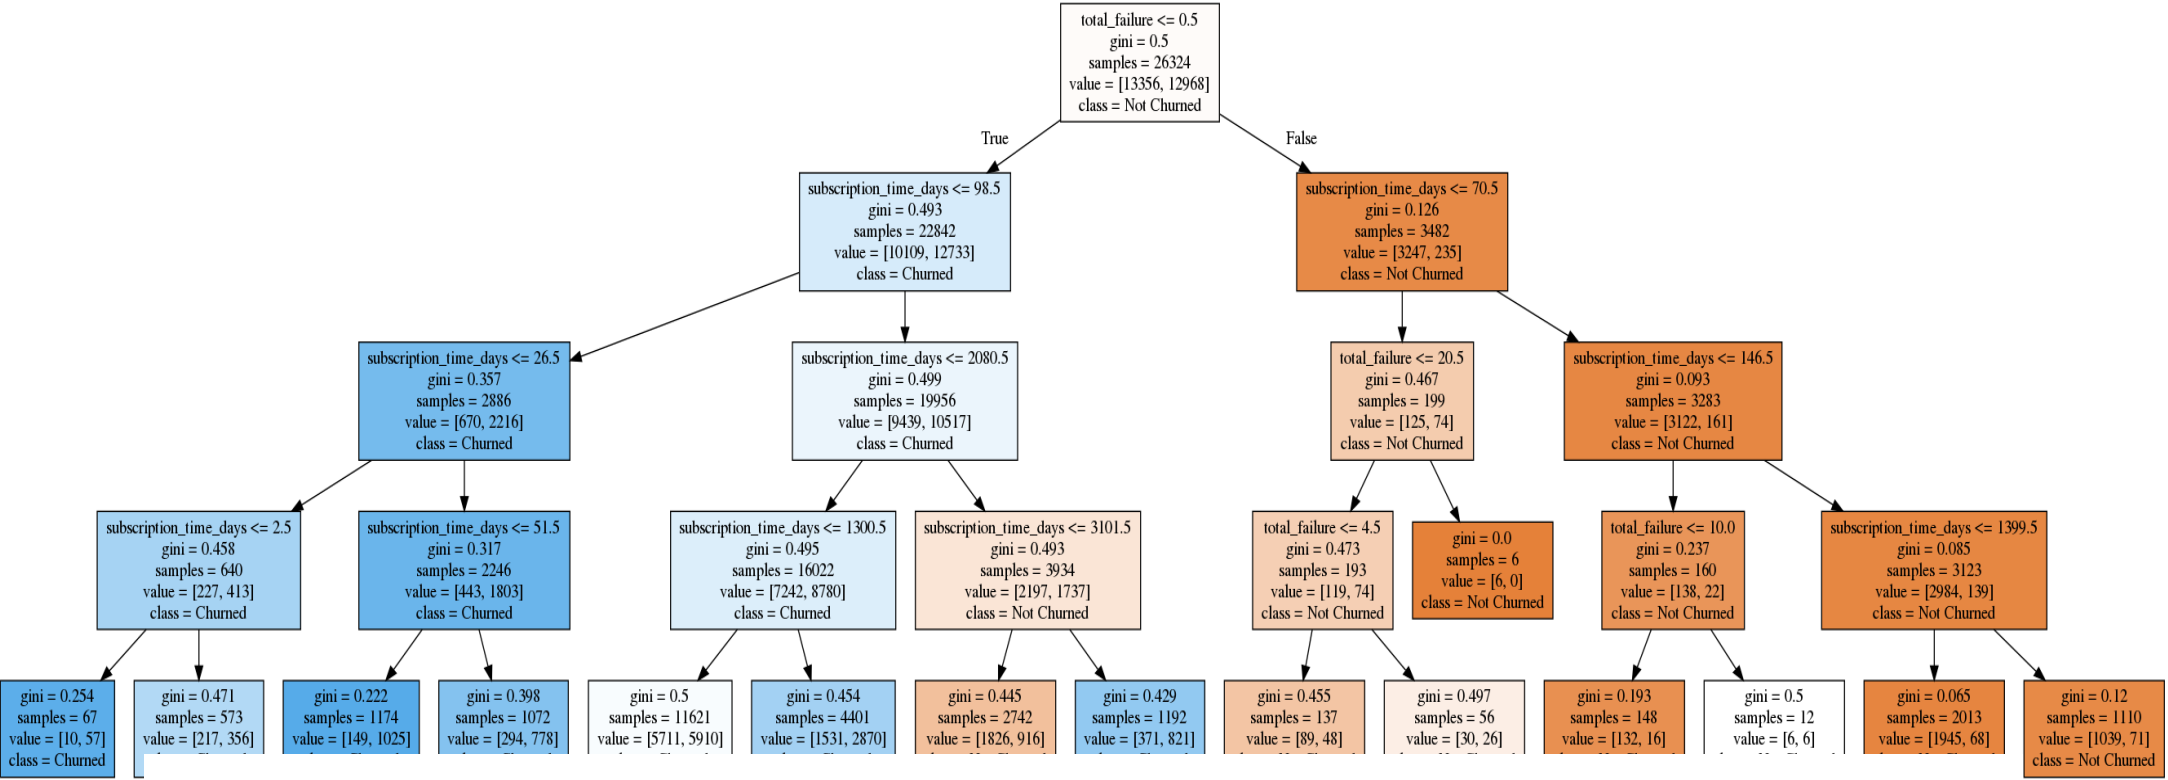 total_failure <= 0.5
gini = 0.5
samples = 26324
value = [13356, 12968]
class = Not Churned
True
False
subscription_time_days <= 98.5
gini = 0.493
samples = 22842
value = [10109, 12733]
class = Churned
subscription_time_days <= 70.5
gini = 0.126
samples = 3482
value = [3247, 235]
class = Not Churned
subscription_time_days <= 26.5
gini = 0.357
samples = 2886
value = [670, 2216]
class = Churned
subscription_time_days <= 2080.5
gini = 0.499
samples = 19956
value = [9439, 10517]
class = Churned
total_failure <= 20.5
gini = 0.467
samples = 199
value = [125, 74]
class = Not Churned
subscription_time_days <= 146.5
gini = 0.093
samples = 3283
value = [3122, 161]
class = Not Churned
subscription_time_days <= 2.5
gini = 0.458
samples = 640
value = [227, 413]
class = Churned
subscription_time_days <= 51.5
gini = 0.317
samples = 2246
value = [443, 1803]
class = Churned
subscription_time_days <= 1300.5
gini = 0.495
samples = 16022
value = [7242, 8780]
class = Churned
subscription_time_days <= 3101.5
gini = 0.493
samples = 3934
value = [2197, 1737]
class = Not Churned
total_failure <= 4.5
gini = 0.473
samples = 193
value = [119, 74]
class = Not Churned
gini = 0.0
samples = 6
value = [6, 0]
class = Not Churned
total_failure <= 10.0
gini = 0.237
samples = 160
value = [138, 22]
class = Not Churned
subscription_time_days <= 1399.5
gini = 0.085
samples = 3123
value = [2984, 139]
class = Not Churned
gini = 0.254
samples = 67
value = [10, 57]
class = Churned
gini = 0.471
samples = 573
value = [217, 356]
gini = 0.222
samples = 1174
value = [149, 1025]
gini = 0.398
samples = 1072
value = [294, 778]
gini = 0.5
samples = 11621
value = [5711, 5910]
gini = 0.454
samples = 4401
value = [1531, 2870]
gini = 0.445
samples = 2742
value = [1826, 916]
gini = 0.429
samples = 1192
value = [371, 821]
gini = 0.455
samples = 137
value = [89, 48]
gini = 0.497
samples = 56
value = [30, 26]
gini = 0.193
samples = 148
value = [132, 16]
gini = 0.5
samples = 12
value = [6, 6]
gini = 0.065
samples = 2013
value = [1945, 68]
gini = 0.12
samples = 1110
value = [1039, 71]
class = Not Churned